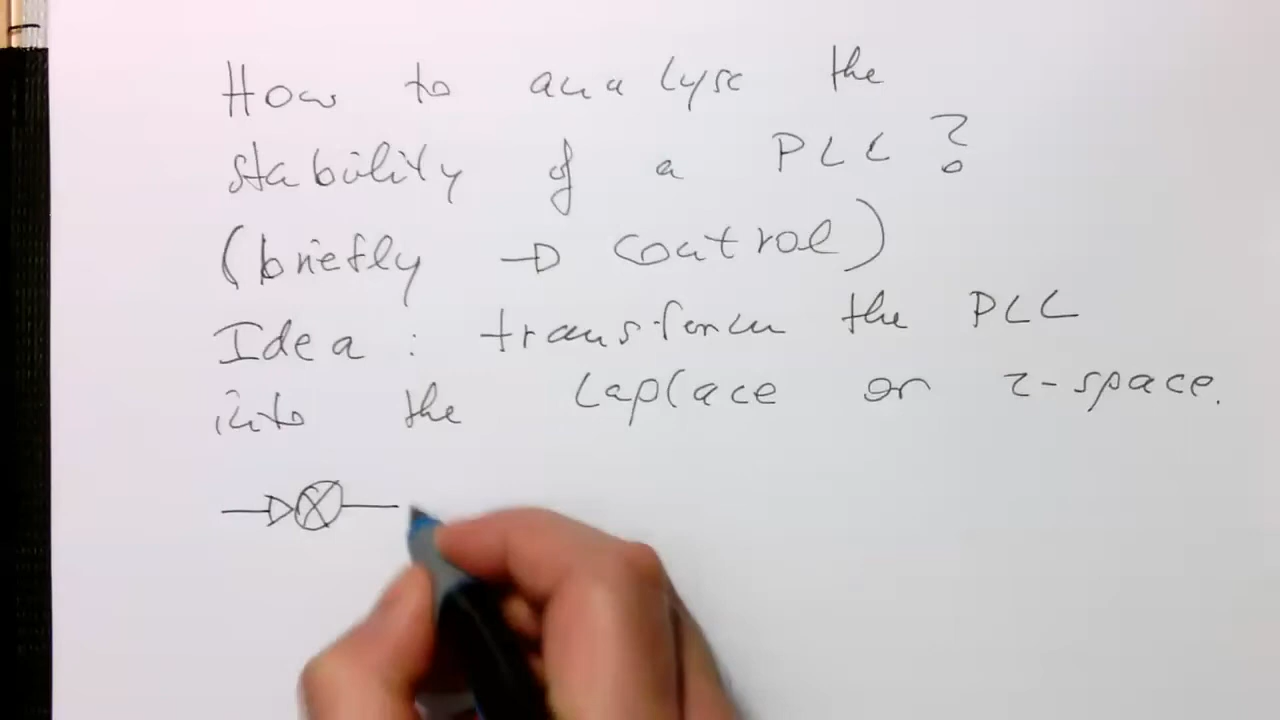 How to analyse the
stability of a PLL?
(briefly → control)
Idea: transform the PLL
into the Laplace or z-space.